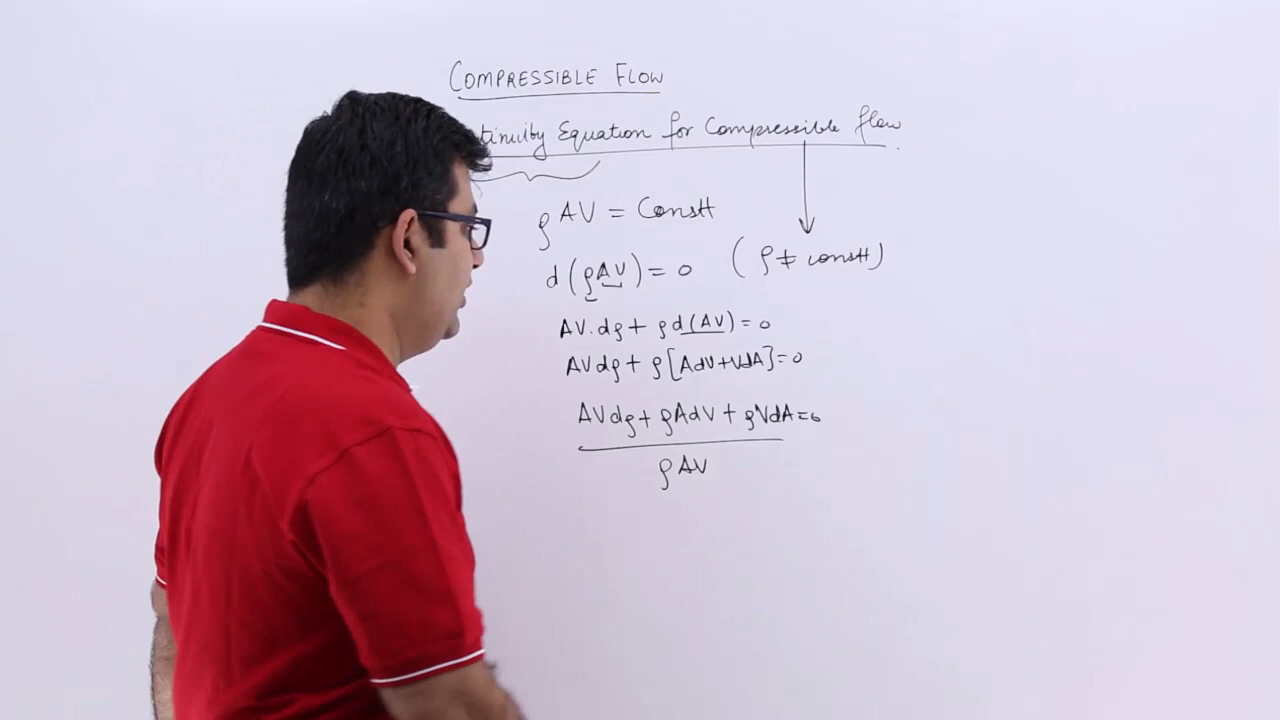 COMPRESSIBLE FLOW
tinuity Equation for Compressible flow
ρAV = Constt
d(ρAV) = 0 (ρ ≠ constt)
AV.dρ + ρd(AV) = 0
AVdρ + ρ[AdV+VdA] = 0
AVdρ + ρAdV + ρVdA = 0
ρAV